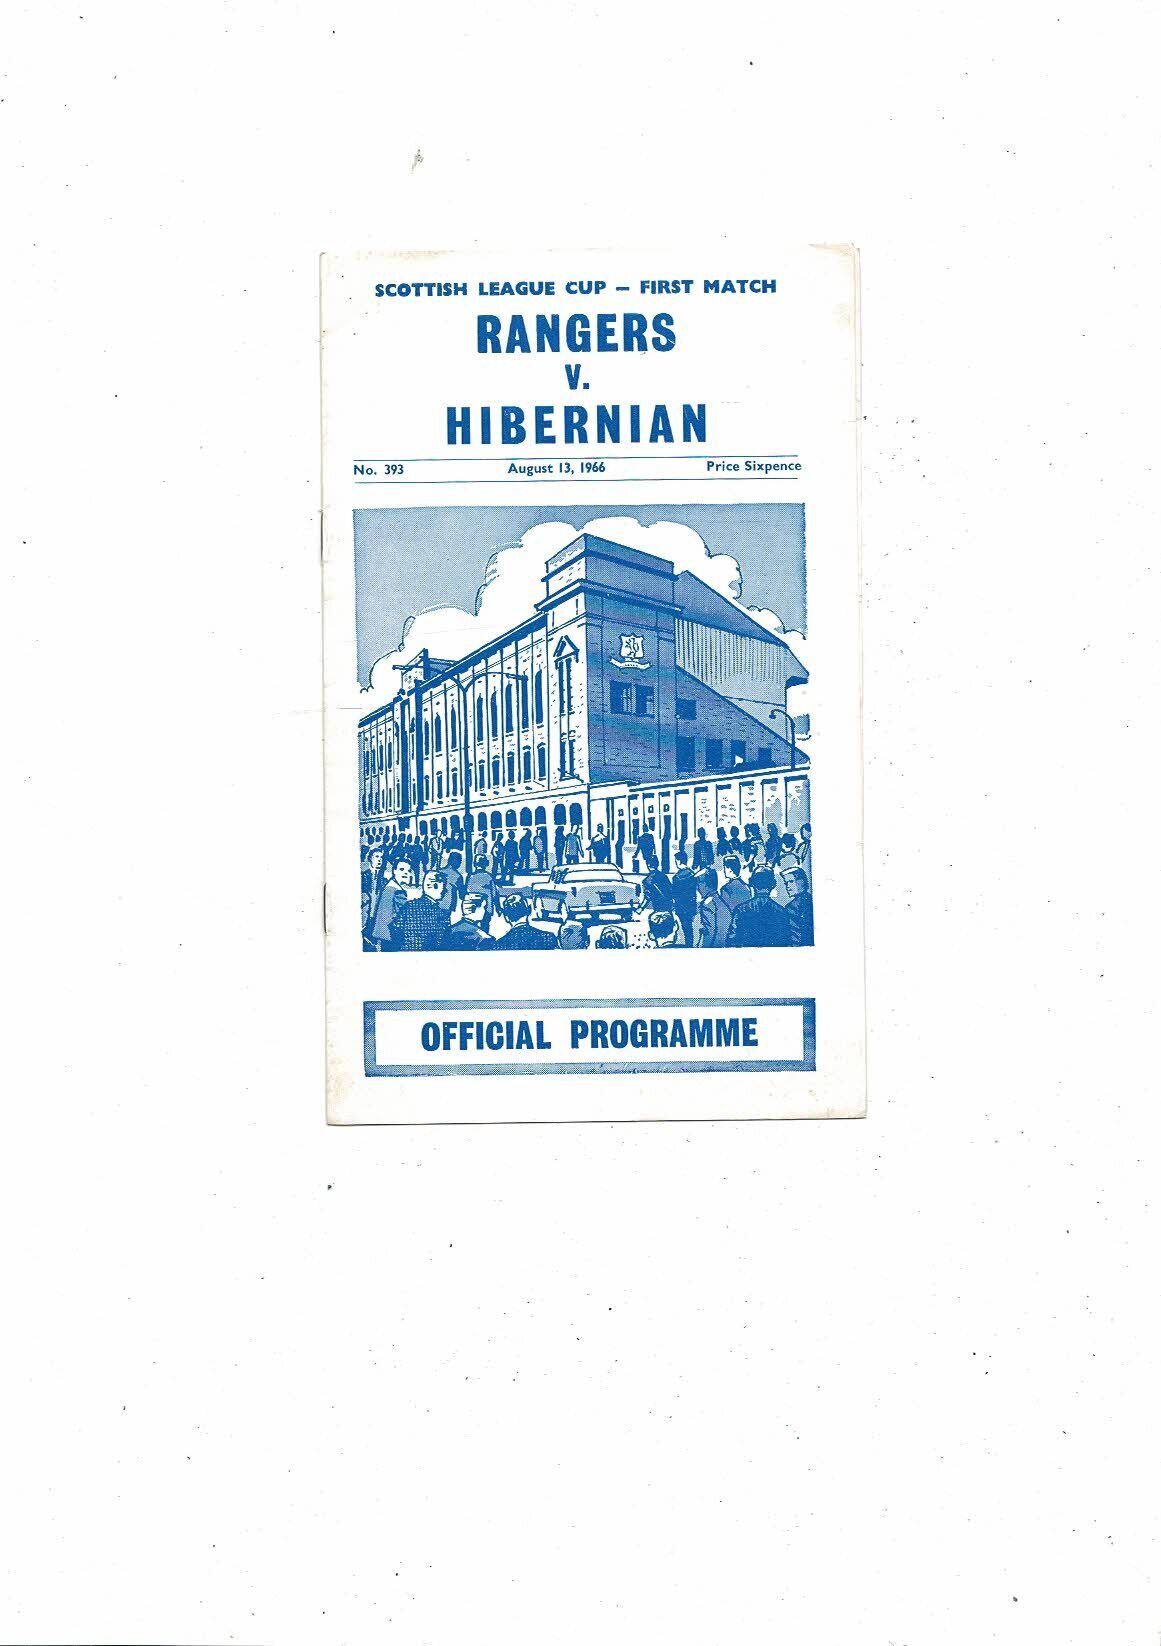 SCOTTISH LEAGUE CUP – FIRST MATCH
RANGERS
V.
HIBERNIAN
No. 393 August 13, 1966 Price Sixpence
OFFICIAL PROGRAMME